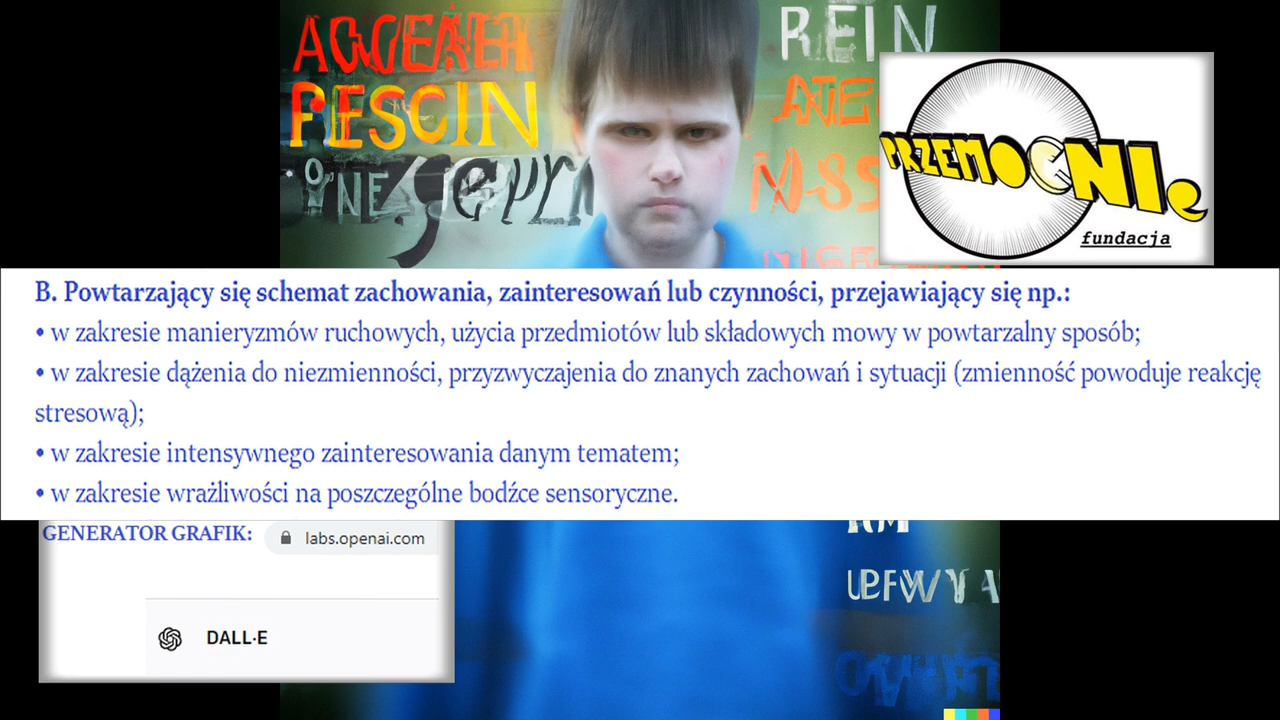 PESCIN
REIN
PRZEMOCNIe
fundacja
B. Powtarzający się schemat zachowania, zainteresowań lub czynności, przejawiający się np.:
• w zakresie manieryzmów ruchowych, użycia przedmiotów lub składowych mowy w powtarzalny sposób;
• w zakresie dążenia do niezmienności, przyzwyczajenia do znanych zachowań i sytuacji (zmienność powoduje reakcję
stresową);
• w zakresie intensywnego zainteresowania danym tematem;
• w zakresie wrażliwości na poszczególne bodźce sensoryczne.
GENERATOR GRAFIK:
labs.openai.com
DALL·E